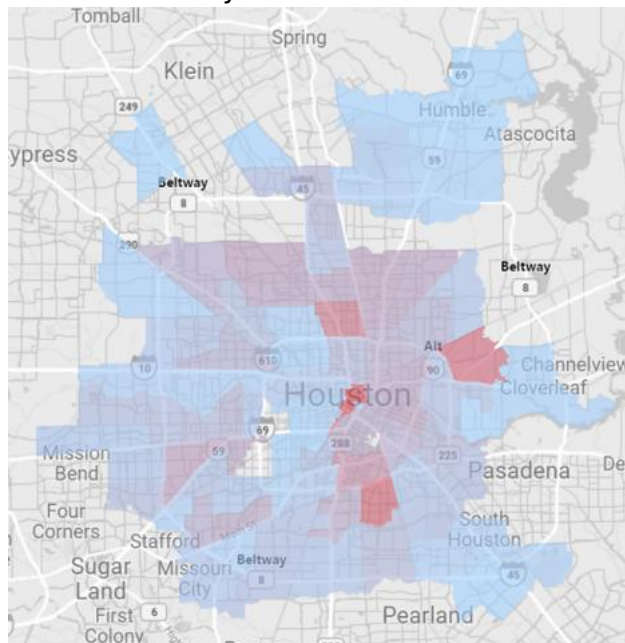 Tomball
Spring
Klein
69
249
Humble
Atascocita
59
ypress
Beltway
8
45
290
Beltway
8
Alt
90
10
610
Channelview
Cloverleaf
Houston
69
288
59
225
Mission
Bend
Pasadena
De
Four
Corners
South
Houston
Stafford
Main St
Sugar
Land
Missouri
City
Beltway
8
45
6
First
Colony
Pearland